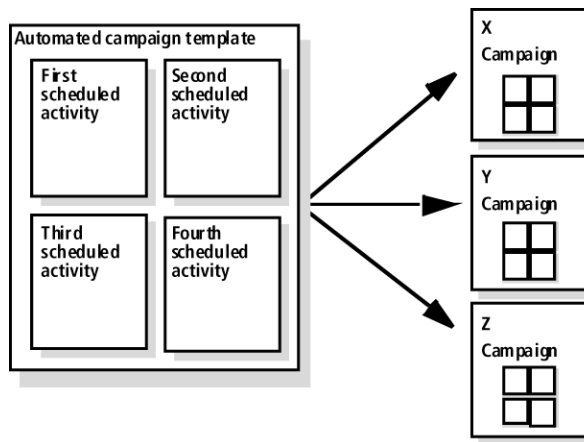 Automated campaign template
First
scheduled
activity
Second
scheduled
activity
Third
scheduled
activity
Fourth
scheduled
activity
X
Campaign
Y
Campaign
Z
Campaign